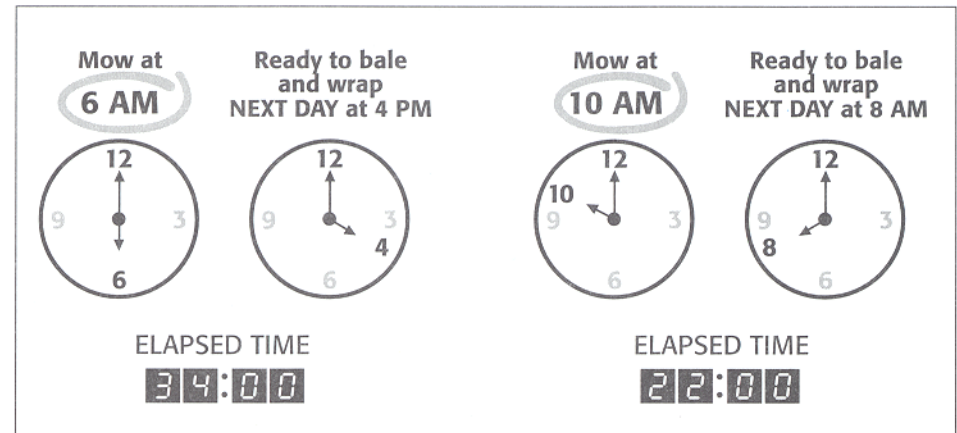 Mow at
6 AM
Ready to bale
and wrap
NEXT DAY at 4 PM
12
9
3
6
12
9
3
4
6
ELAPSED TIME
34:00
Mow at
10 AM
Ready to bale
and wrap
NEXT DAY at 8 AM
12
10
9
3
6
12
9
3
8
6
ELAPSED TIME
22:00